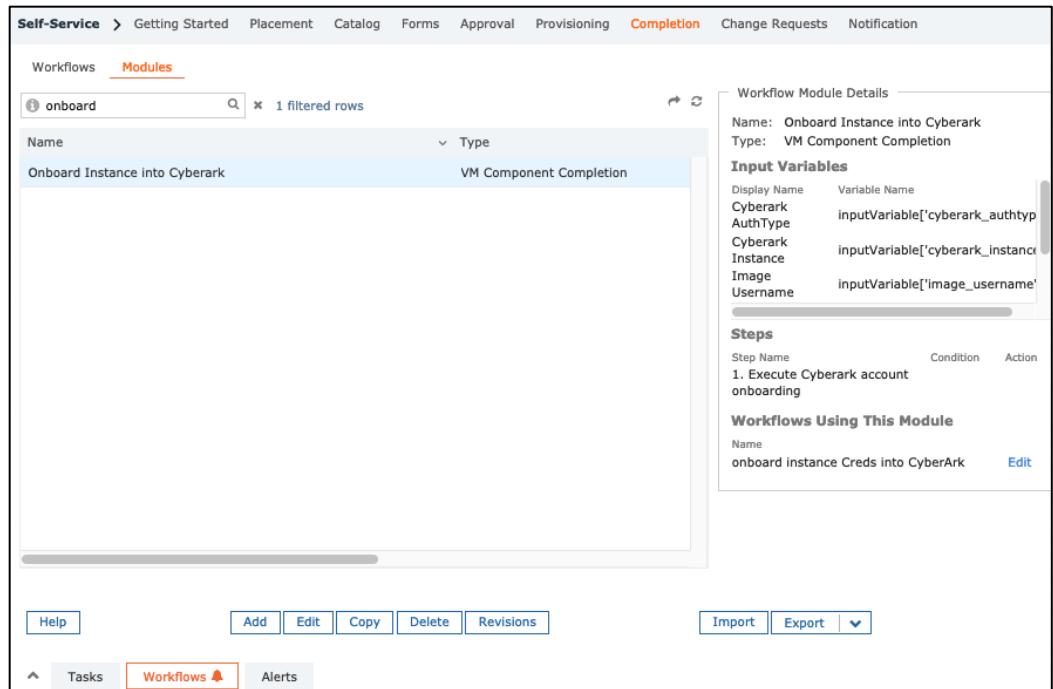 Self-Service > Getting Started Placement Catalog Forms Approval Provisioning Completion Change Requests Notification
Workflows Modules
onboard 1 filtered rows
Name Type
Onboard Instance into Cyberark VM Component Completion
Workflow Module Details
Name: Onboard Instance into Cyberark
Type: VM Component Completion
Input Variables
Display Name Variable Name
Cyberark AuthType inputVariable['cyberark_authtyp
Cyberark Instance inputVariable['cyberark_instance
Image Username inputVariable['image_username'
Steps
Step Name Condition Action
1. Execute Cyberark account
onboarding
Workflows Using This Module
Name
onboard instance Creds into CyberArk Edit
Help Add Edit Copy Delete Revisions Import Export
Tasks Workflows Alerts